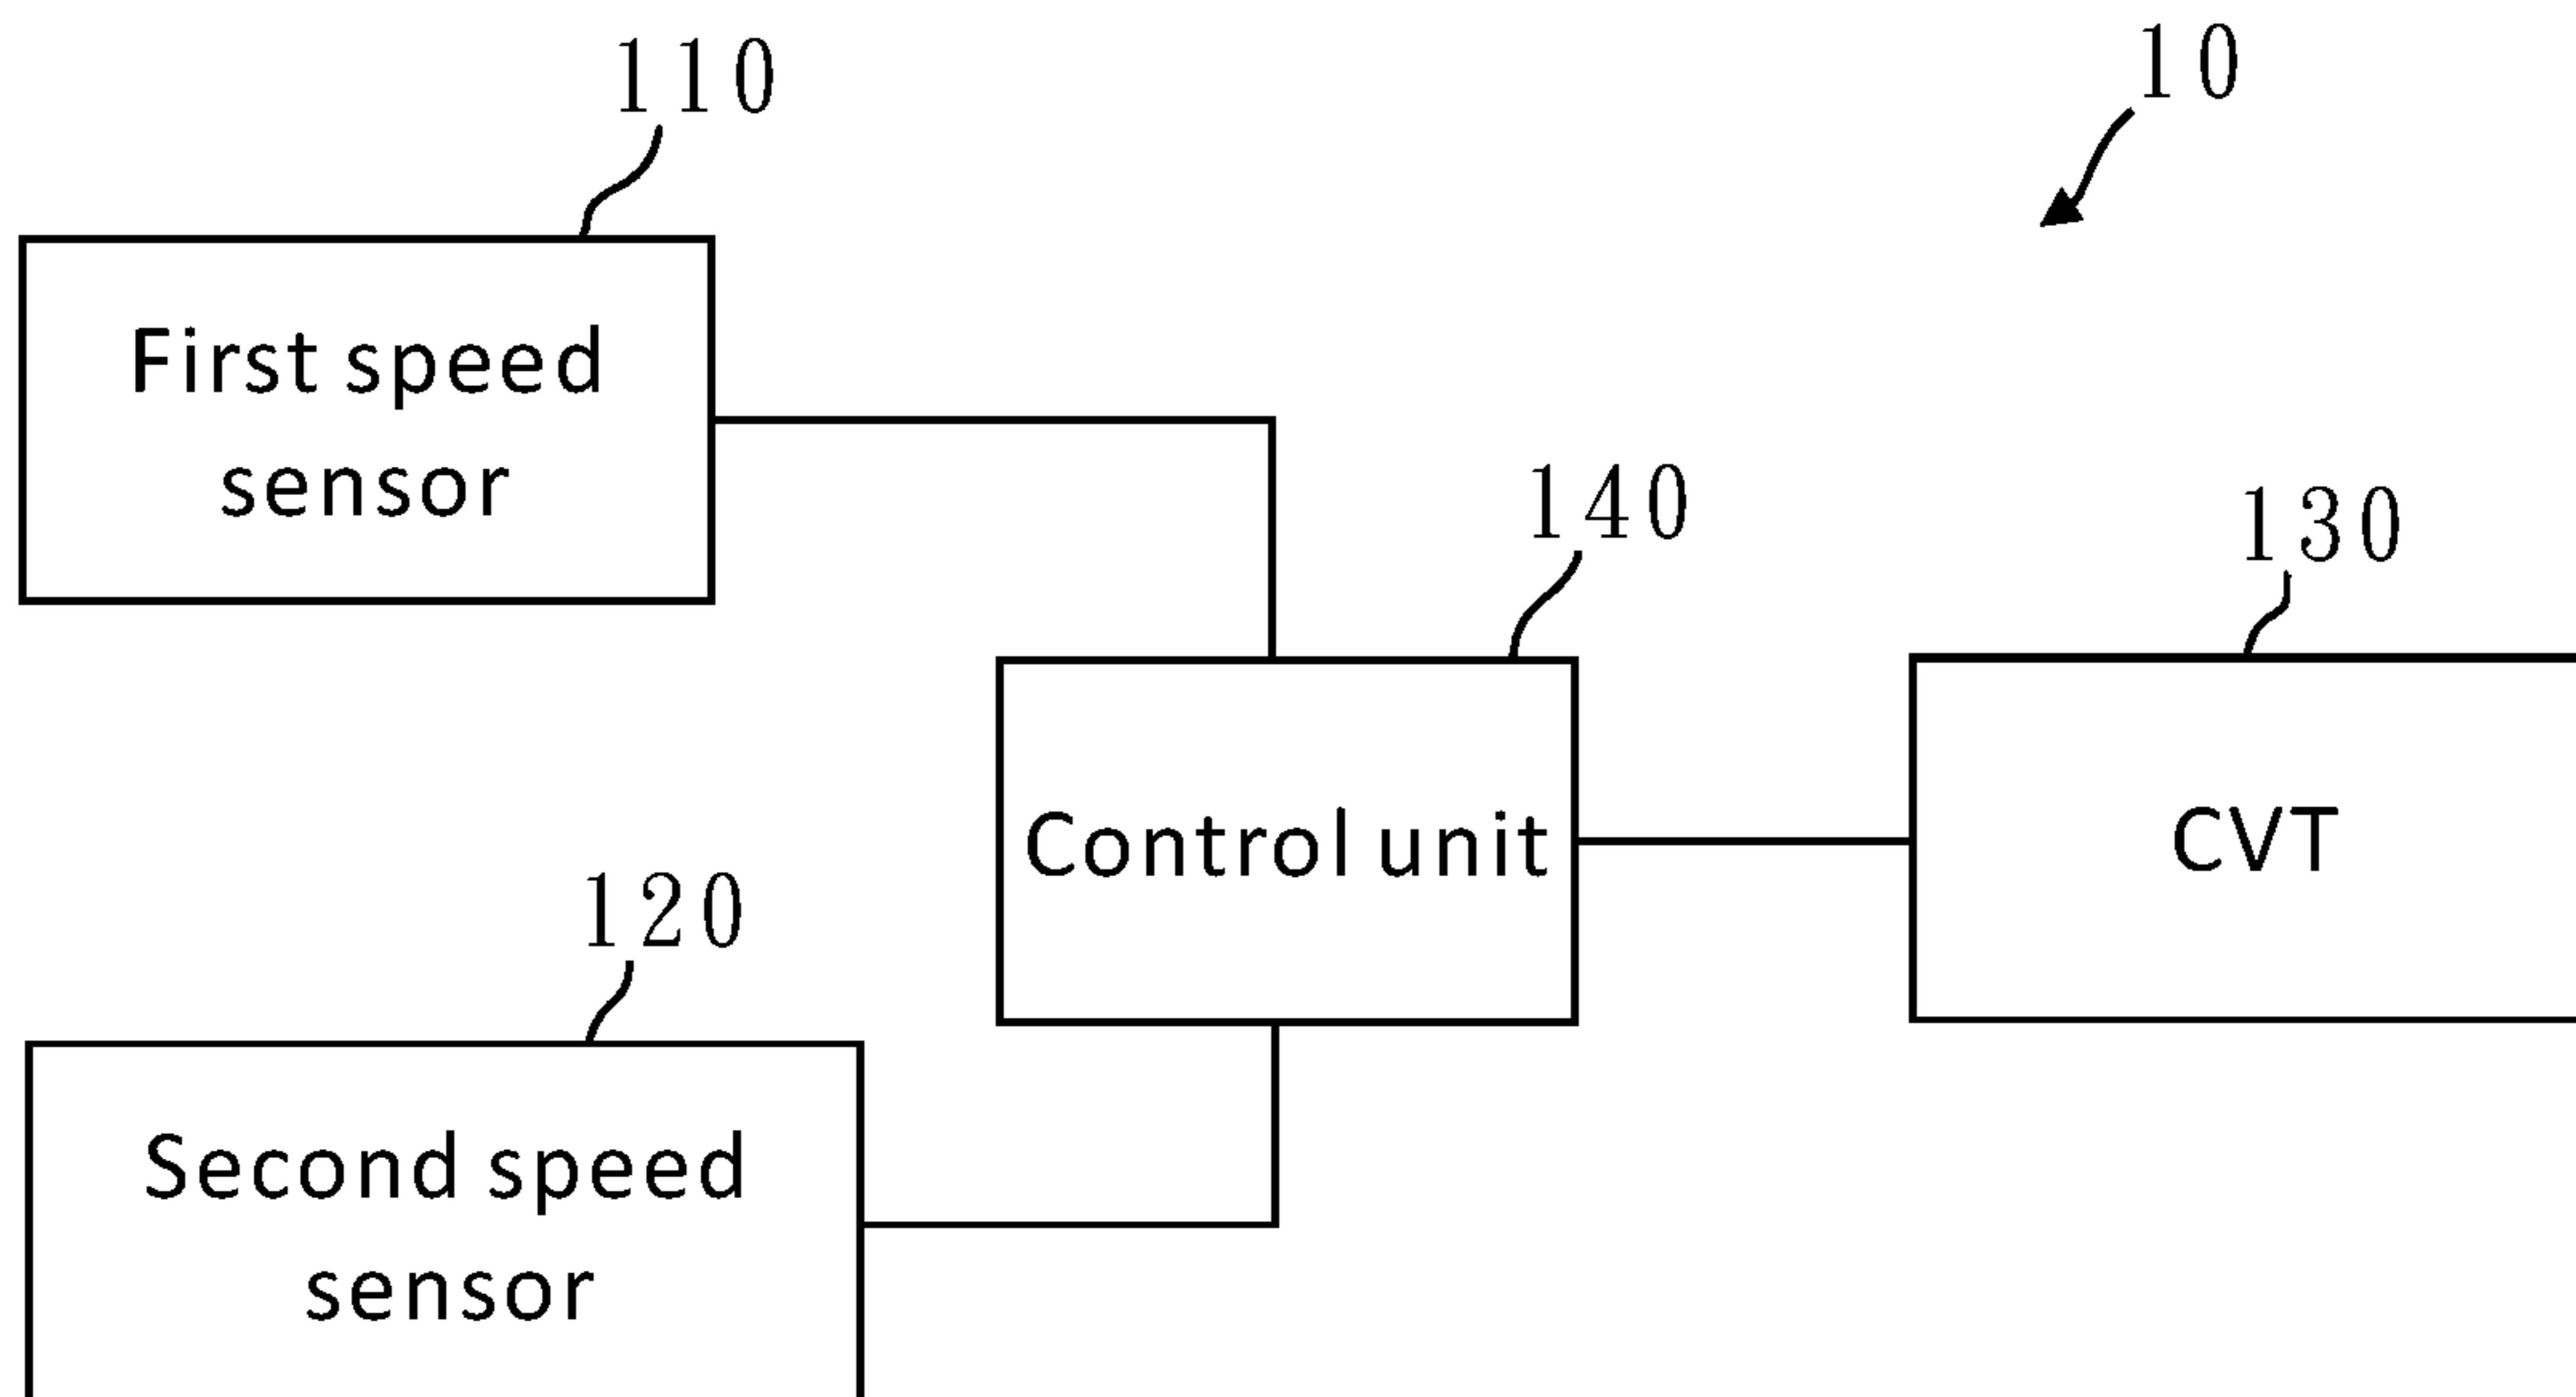 110
10
First speed
sensor
140
130
Control unit
CVT
120
Second speed
sensor